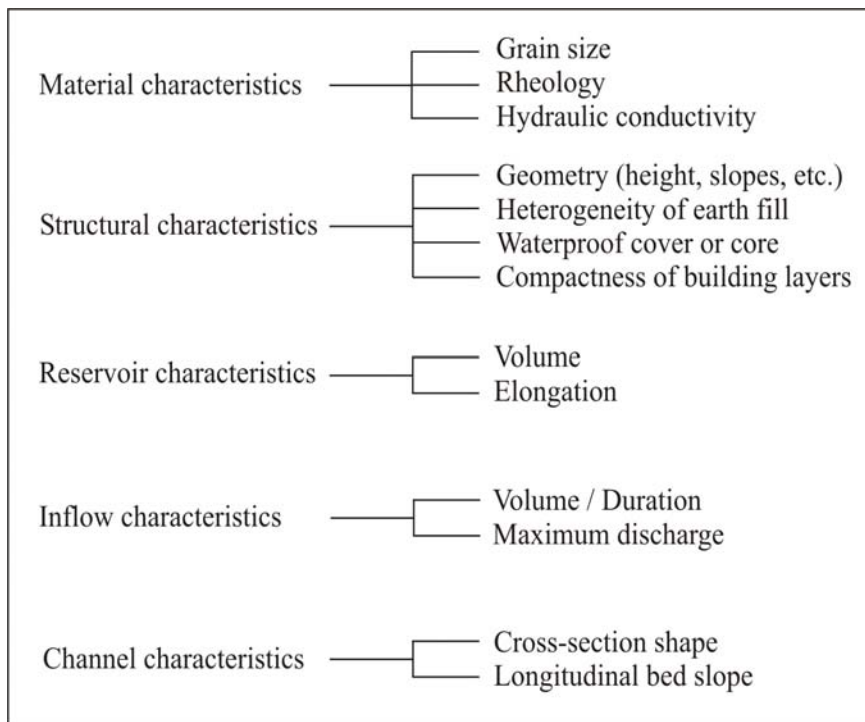 Material characteristics
Grain size
Rheology
Hydraulic conductivity
Structural characteristics
Geometry (height, slopes, etc.)
Heterogeneity of earth fill
Waterproof cover or core
Compactness of building layers
Reservoir characteristics
Volume
Elongation
Inflow characteristics
Volume / Duration
Maximum discharge
Channel characteristics
Cross-section shape
Longitudinal bed slope